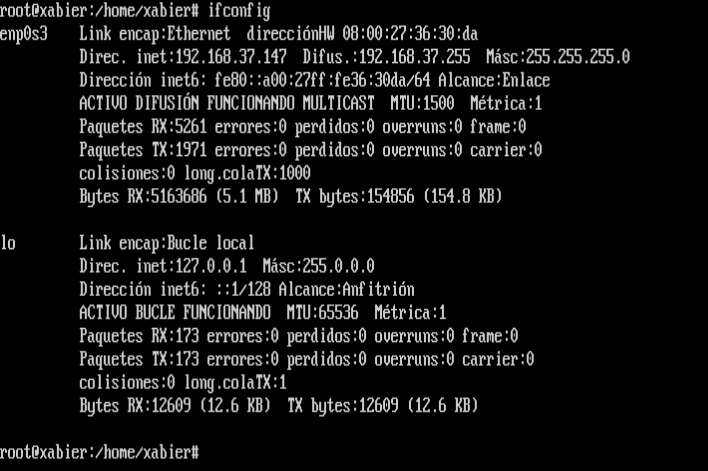 root@xabier:/home/xabier# ifconfig
enp0s3    Link encap:Ethernet  direcciónHW 08:00:27:36:30:da
          Direc. inet:192.168.37.147  Difus.:192.168.37.255  Másc:255.255.255.0
          Dirección inet6: fe80::a00:27ff:fe36:30da/64 Alcance:Enlace
          ACTIVO DIFUSIÓN FUNCIONANDO MULTICAST  MTU:1500  Métrica:1
          Paquetes RX:5261 errores:0 perdidos:0 overruns:0 frame:0
          Paquetes TX:1971 errores:0 perdidos:0 overruns:0 carrier:0
          colisiones:0 long.colaTX:1000
          Bytes RX:5163686 (5.1 MB)  TX bytes:154856 (154.8 KB)

lo        Link encap:Bucle local
          Direc. inet:127.0.0.1  Másc:255.0.0.0
          Dirección inet6: ::1/128 Alcance:Anfitrión
          ACTIVO BUCLE FUNCIONANDO  MTU:65536  Métrica:1
          Paquetes RX:173 errores:0 perdidos:0 overruns:0 frame:0
          Paquetes TX:173 errores:0 perdidos:0 overruns:0 carrier:0
          colisiones:0 long.colaTX:1
          Bytes RX:12609 (12.6 KB)  TX bytes:12609 (12.6 KB)

root@xabier:/home/xabier#